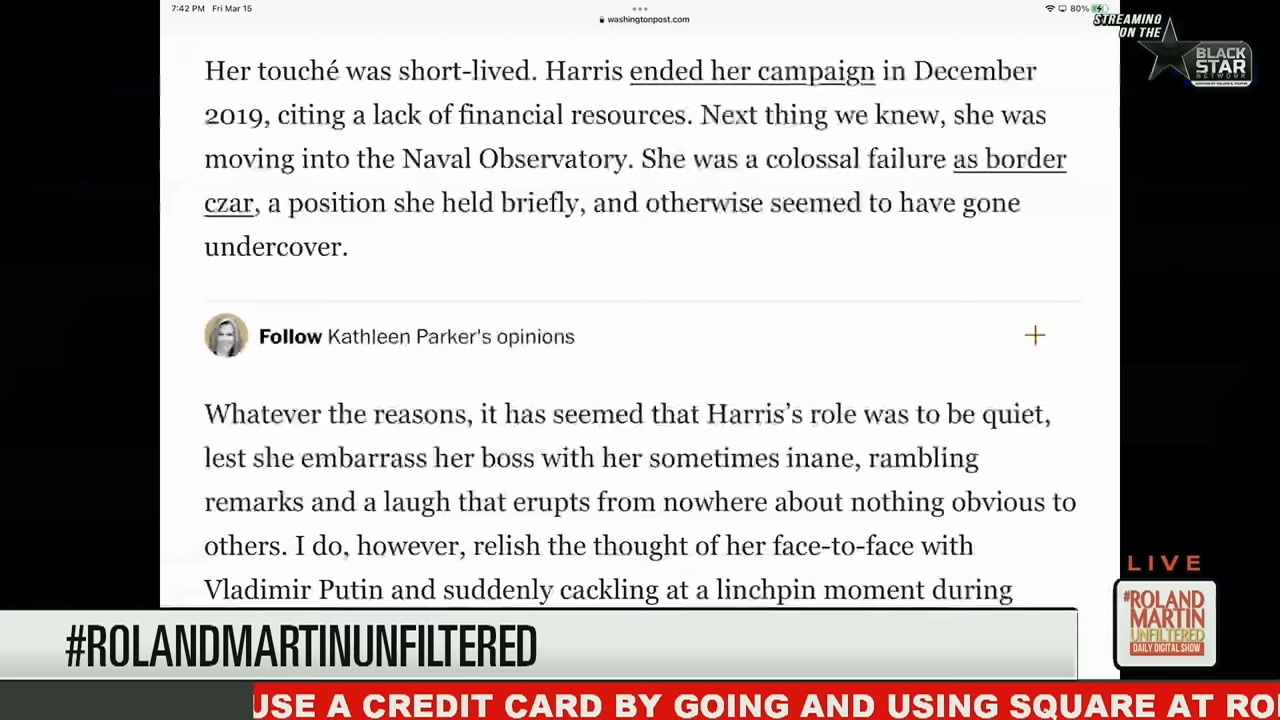 7:42 PM Fri Mar 15
washingtonpost.com
80%
STREAMING
ON THE
BLACK
STAR
NETWORK
Her touché was short-lived. Harris ended her campaign in December
2019, citing a lack of financial resources. Next thing we knew, she was
moving into the Naval Observatory. She was a colossal failure as border
czar, a position she held briefly, and otherwise seemed to have gone
undercover.
Follow Kathleen Parker's opinions
Whatever the reasons, it has seemed that Harris’s role was to be quiet,
lest she embarrass her boss with her sometimes inane, rambling
remarks and a laugh that erupts from nowhere about nothing obvious to
others. I do, however, relish the thought of her face-to-face with
Vladimir Putin and suddenly cackling at a linchpin moment during
LIVE
#ROLAND
MARTIN
UNFILTERED
DAILY DIGITAL SHOW
#ROLANDMARTINUNFILTERED
USE A CREDIT CARD BY GOING AND USING SQUARE AT RO